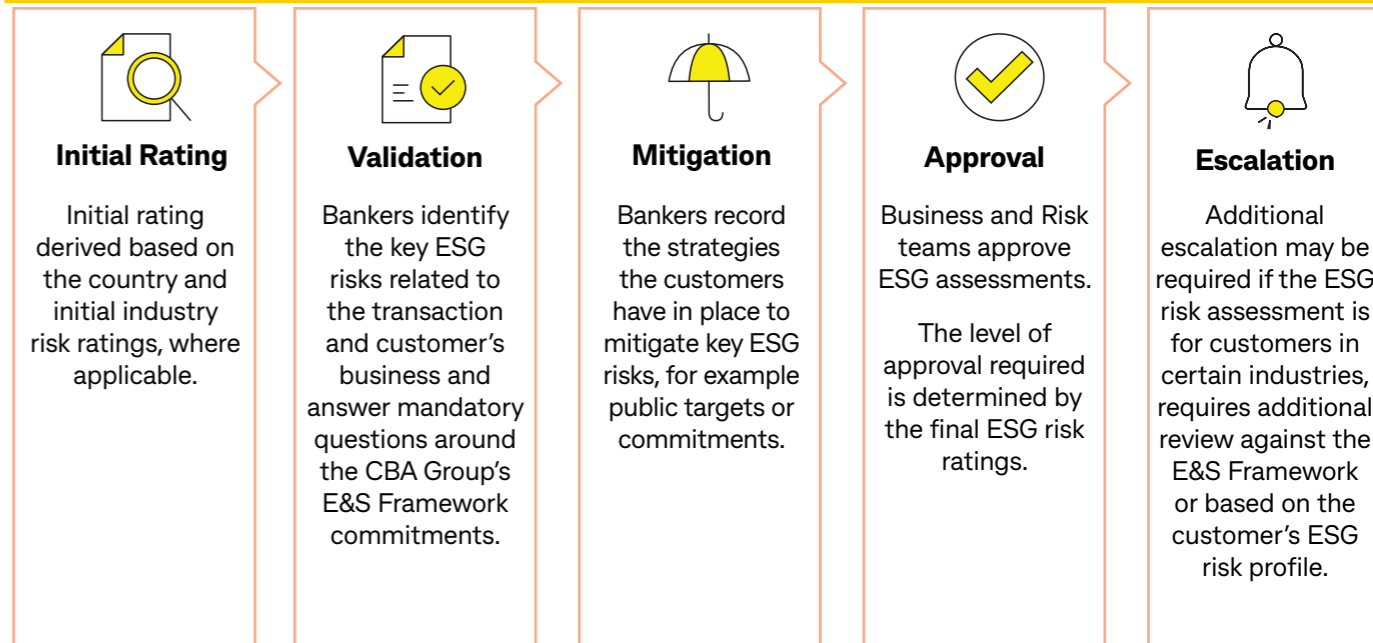 Initial Rating
Initial rating
derived based on
the country and
initial industry
risk ratings, where
applicable.
Validation
Bankers identify
the key ESG
risks related to
the transaction
and customer’s
business and
answer mandatory
questions around
the CBA Group’s
E&S Framework
commitments.
Mitigation
Bankers record
the strategies
the customers
have in place to
mitigate key ESG
risks, for example
public targets or
commitments.
Approval
Business and Risk
teams approve
ESG assessments.
The level of
approval required
is determined by
the final ESG risk
ratings.
Escalation
Additional
escalation may be
required if the ESG
risk assessment is
for customers in
certain industries,
requires additional
review against the
E&S Framework
or based on the
customer’s ESG
risk profile.